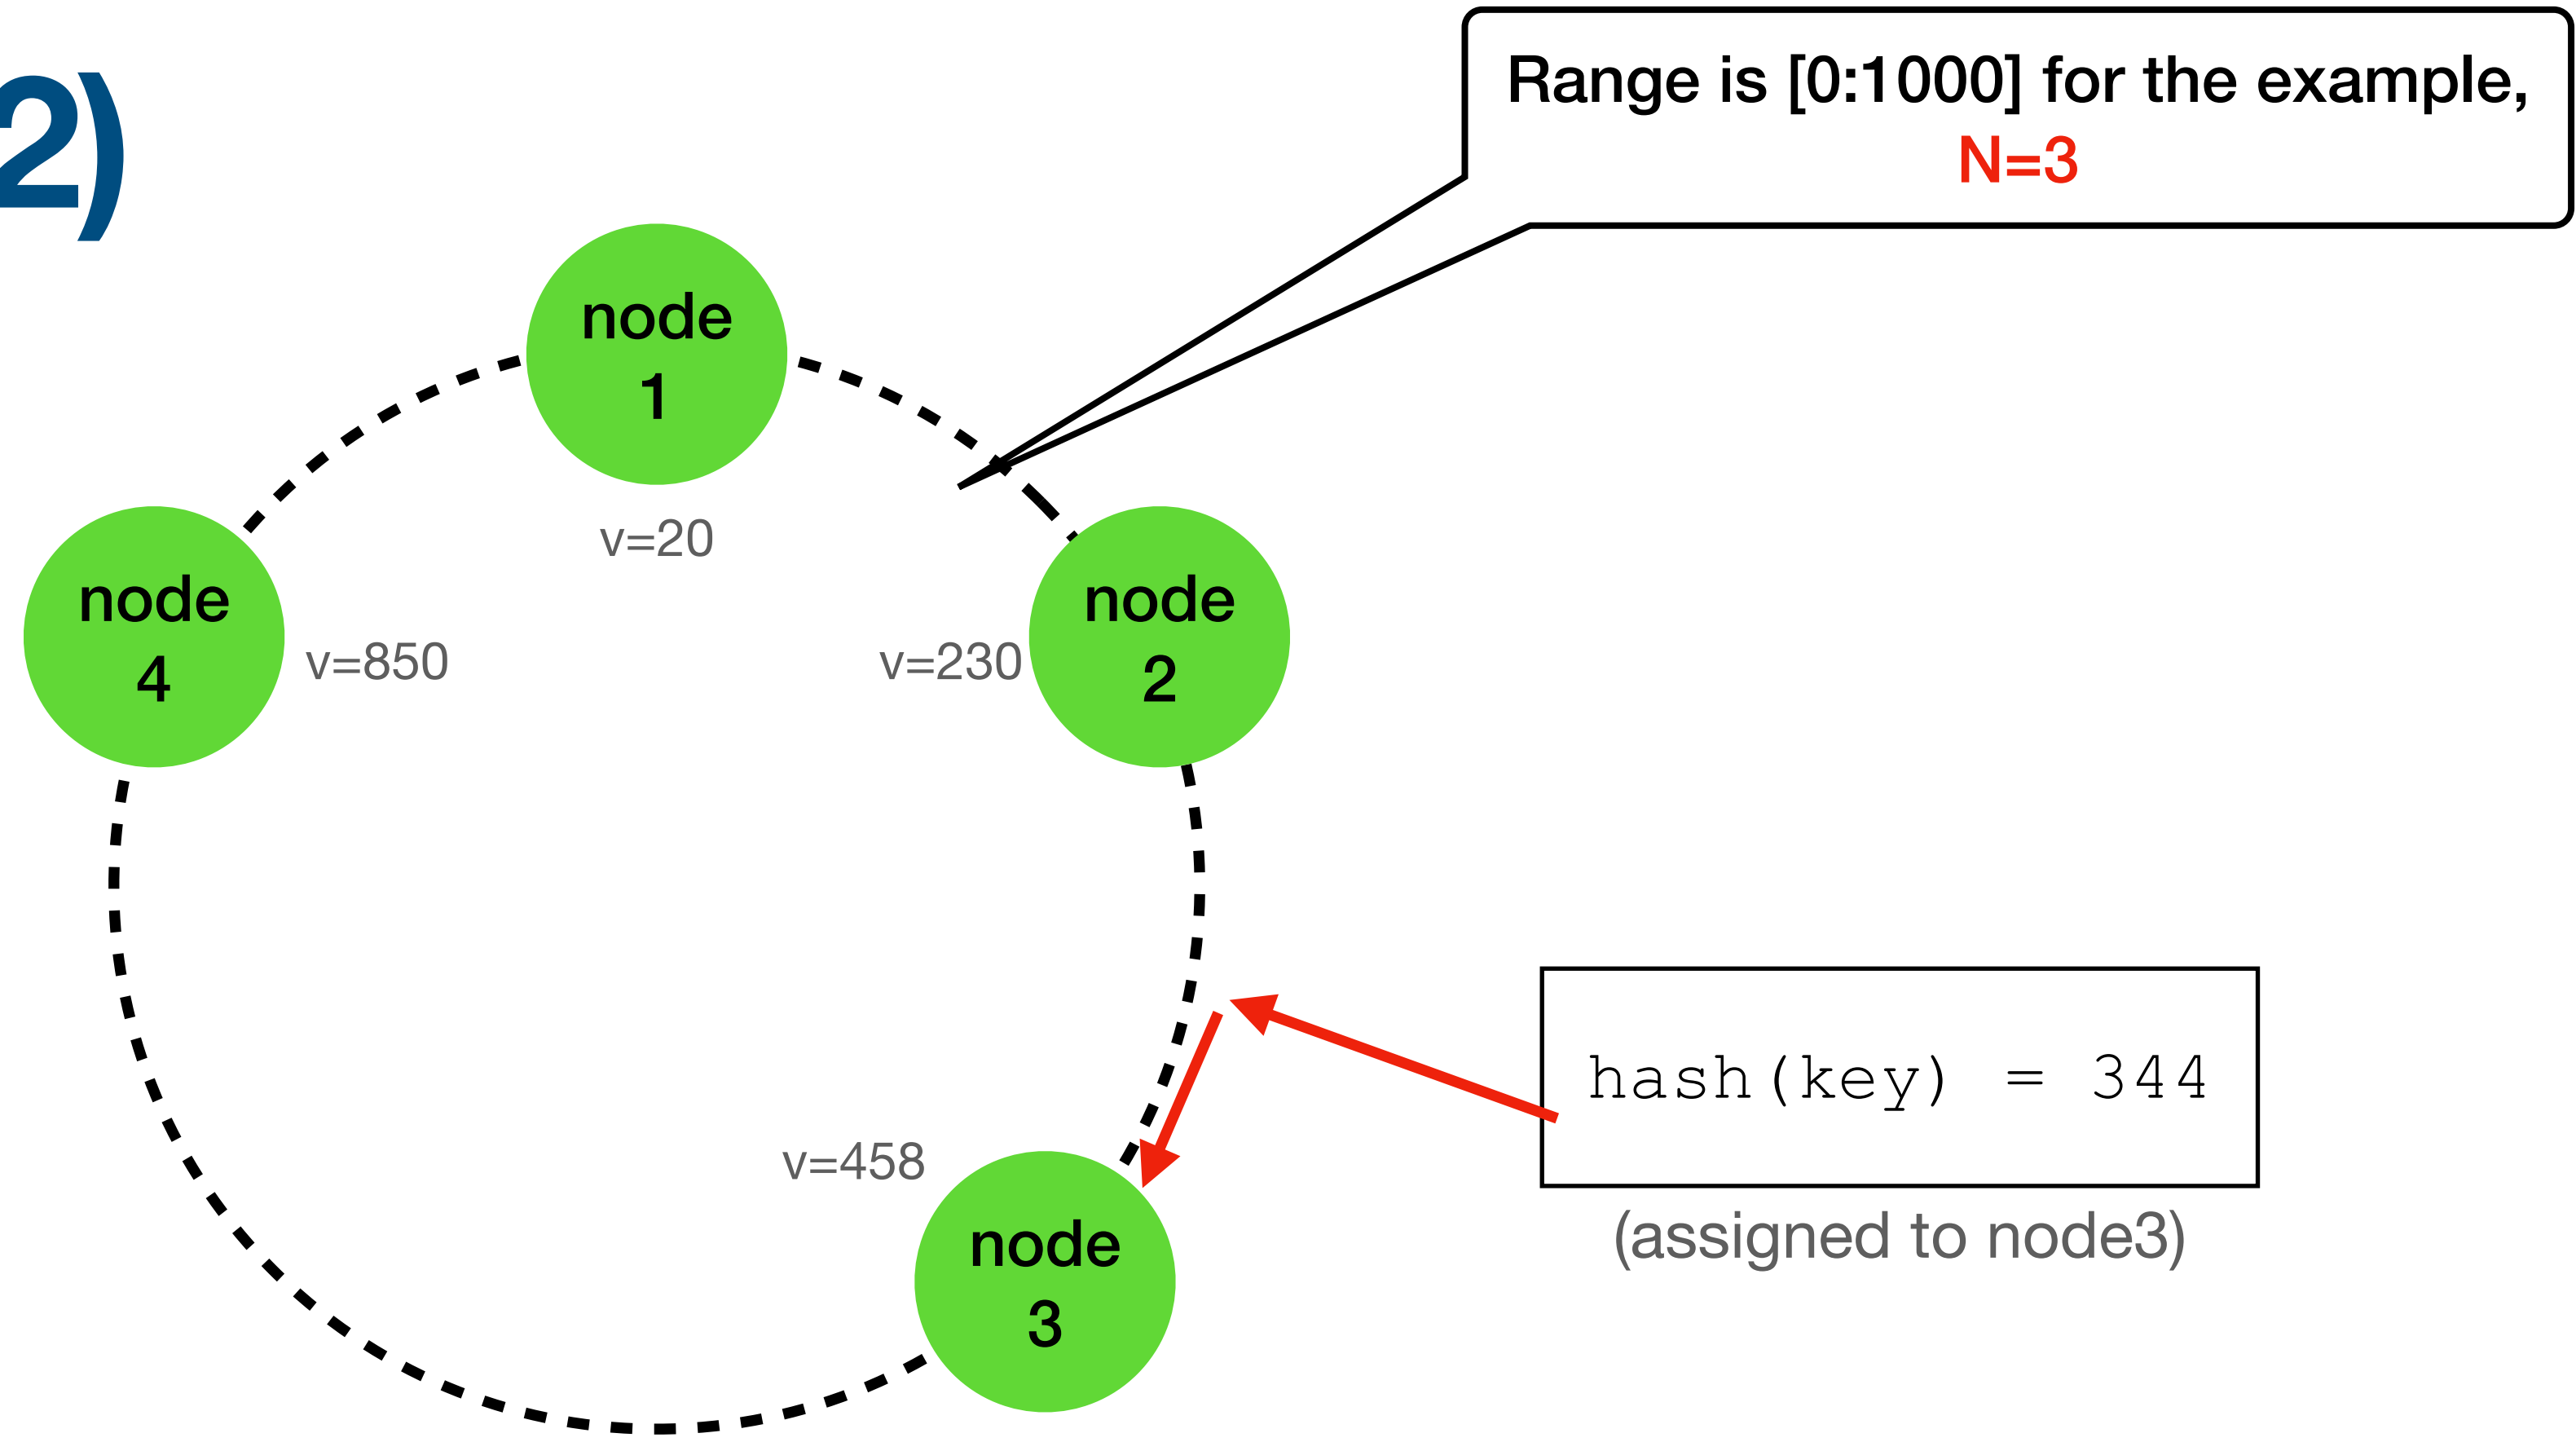 2)
Range is [0:1000] for the example,
N=3
node
1
v=20
node
4
v=850
v=230
node
2
hash(key) = 344
(assigned to node3)
v=458
node
3